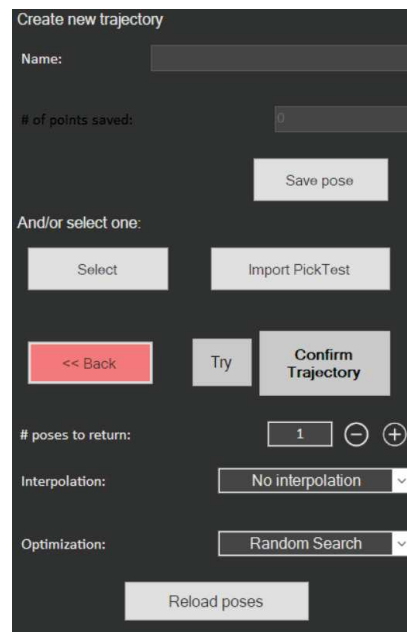 Create new trajectory
Name:
# of points saved: 0
Save pose
And/or select one:
Select Import PickTest
<< Back Try Confirm
Trajectory
# poses to return: 1
Interpolation: No interpolation
Optimization: Random Search
Reload poses